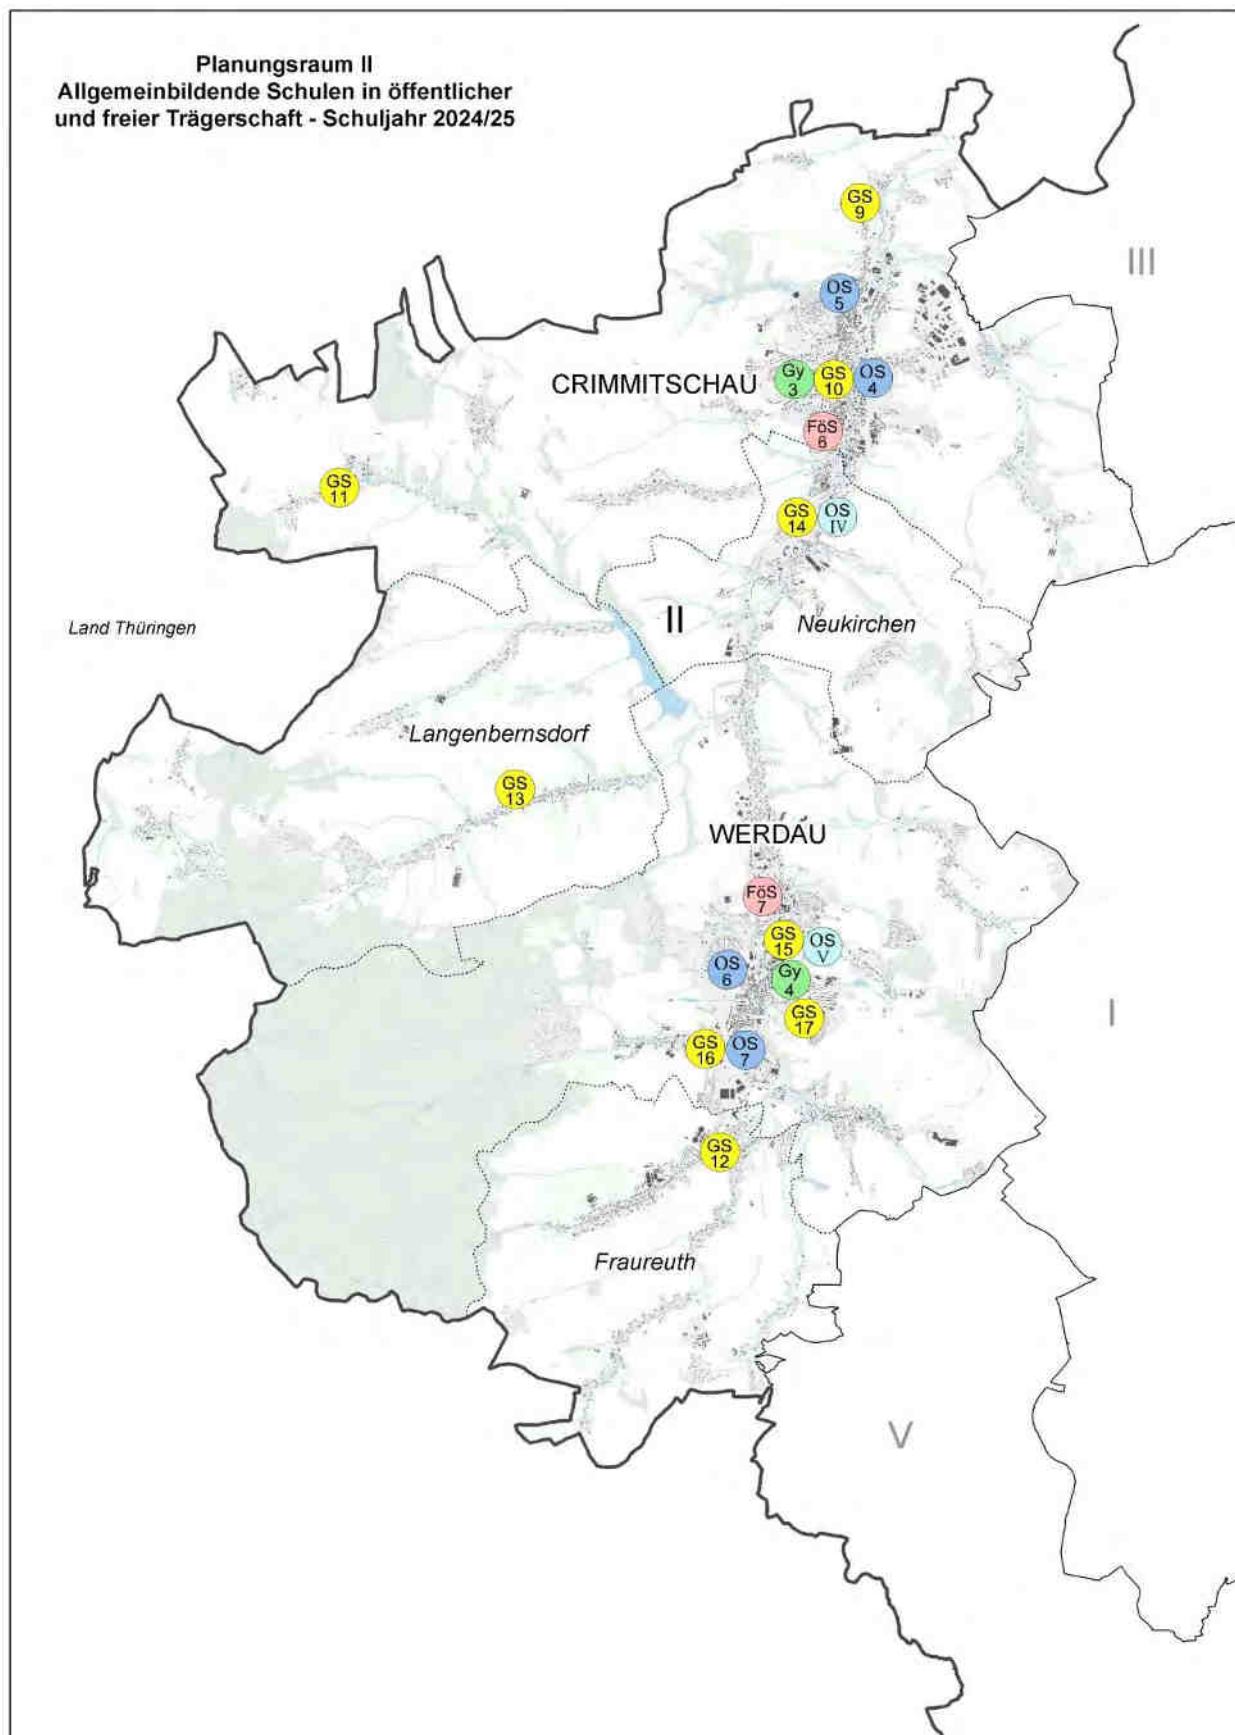 Planungsraum II
Allgemeinbildende Schulen in öffentlicher
und freier Trägerschaft - Schuljahr 2024/25
GS
9
III
OS
5
CRIMMITSCHAU
Gy
3
GS
10
OS
4
FöS
6
GS
11
GS
14
OS
IV
Land Thüringen
II
Neukirchen
Langenbernsdorf
GS
13
WERDAU
FöS
7
GS
15
OS
V
OS
6
Gy
4
GS
17
I
GS
16
OS
7
GS
12
Fraureuth
V